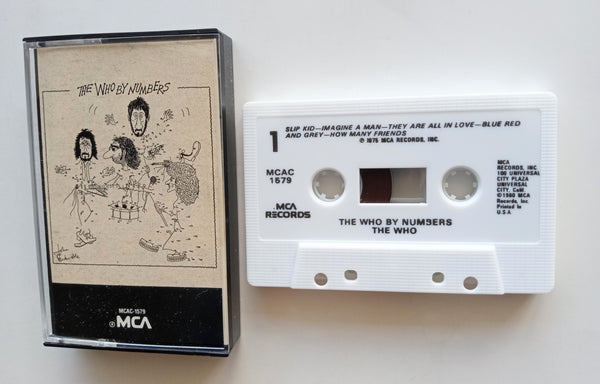 THE WHO BY NUMBERS
MCAC-1579
MCA
1
SLIP KID—IMAGINE A MAN—THEY ARE ALL IN LOVE—BLUE RED
AND GREY—HOW MANY FRIENDS
℗ 1975 MCA RECORDS, INC.
MCAC
1579
MCA
RECORDS
MCA
RECORDS, INC.
100 UNIVERSAL
CITY PLAZA
UNIVERSAL
CITY, Calif.
©1980 MCA
Records, Inc.
Printed in
U.S.A.
THE WHO BY NUMBERS
THE WHO